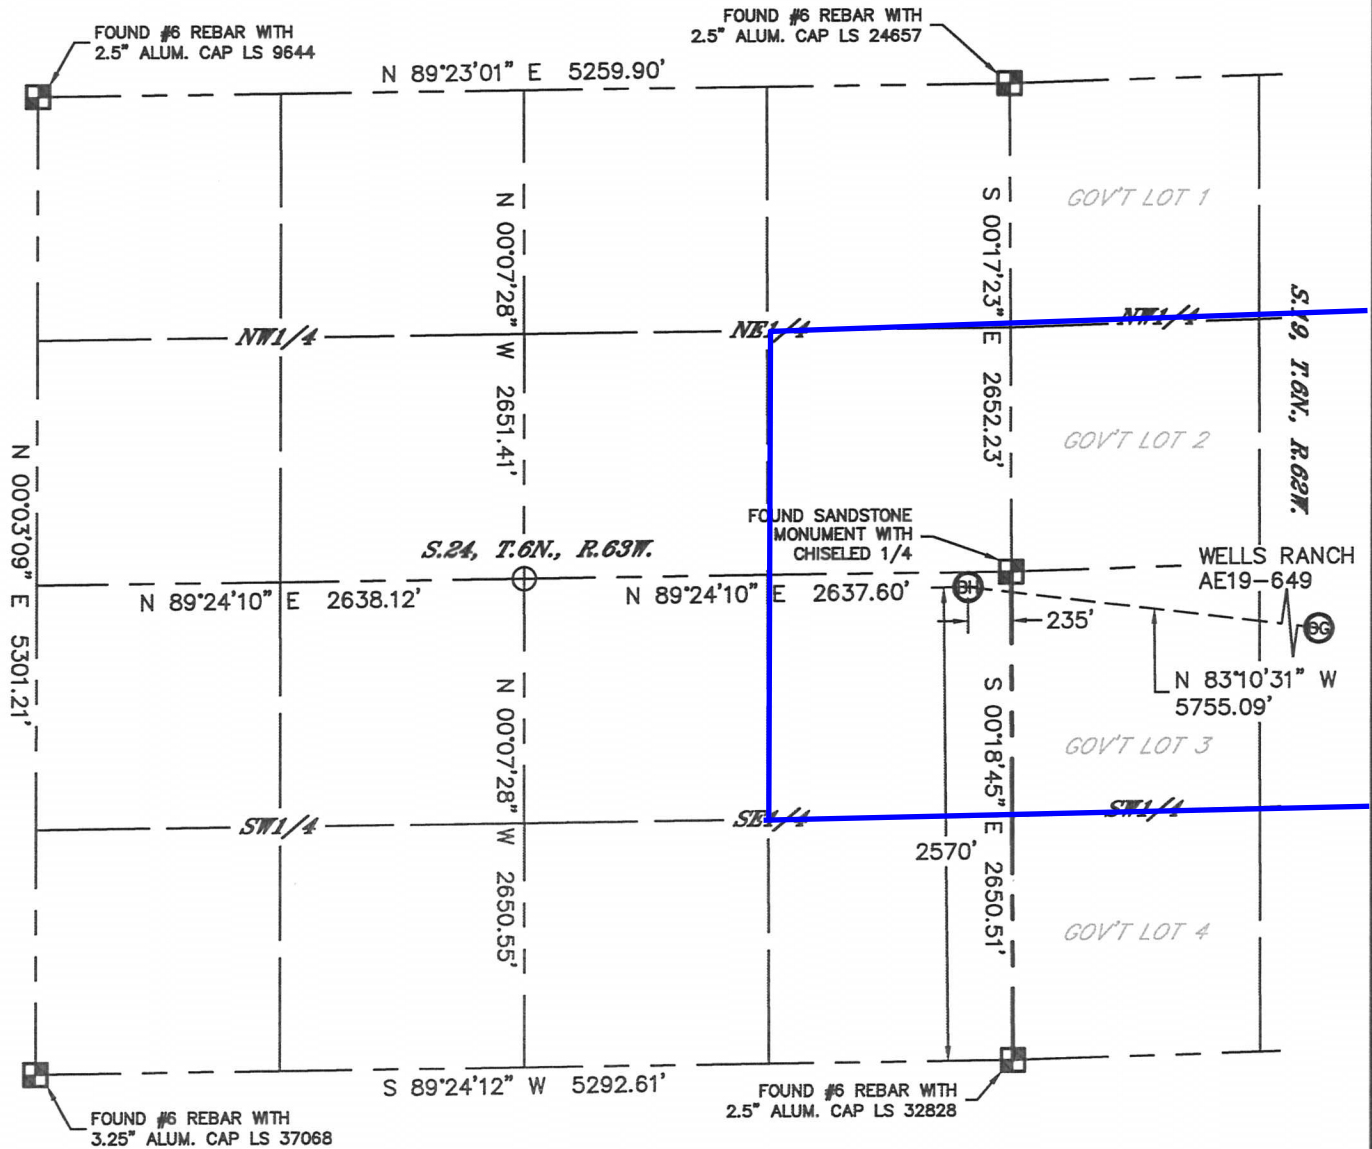 FOUND #6 REBAR WITH
2.5" ALUM. CAP LS 9644
FOUND #6 REBAR WITH
2.5" ALUM. CAP LS 24657
N 89°23'01" E 5259.90'
N 00°07'28" W 2651.41'
S 00°17'23" E 2652.23'
GOV'T LOT 1
NW1/4
NE1/4
NW1/4
S.19, T.6N., R.62W.
GOV'T LOT 2
N 00°03'09" E 5301.21'
FOUND SANDSTONE
MONUMENT WITH
CHISELED 1/4
S.24, T.6N., R.63W.
WELLS RANCH
AE19-649
N 89°24'10" E 2638.12'
N 89°24'10" E 2637.60'
BH
235'
OG
N 83°10'31" W
5755.09'
N 00°07'28" W 2650.55'
S 00°18'45" E 2650.51'
GOV'T LOT 3
SW1/4
SE1/4
SW1/4
2570'
GOV'T LOT 4
S 89°24'12" W 5292.61'
FOUND #6 REBAR WITH
2.5" ALUM. CAP LS 32828
FOUND #6 REBAR WITH
3.25" ALUM. CAP LS 37068